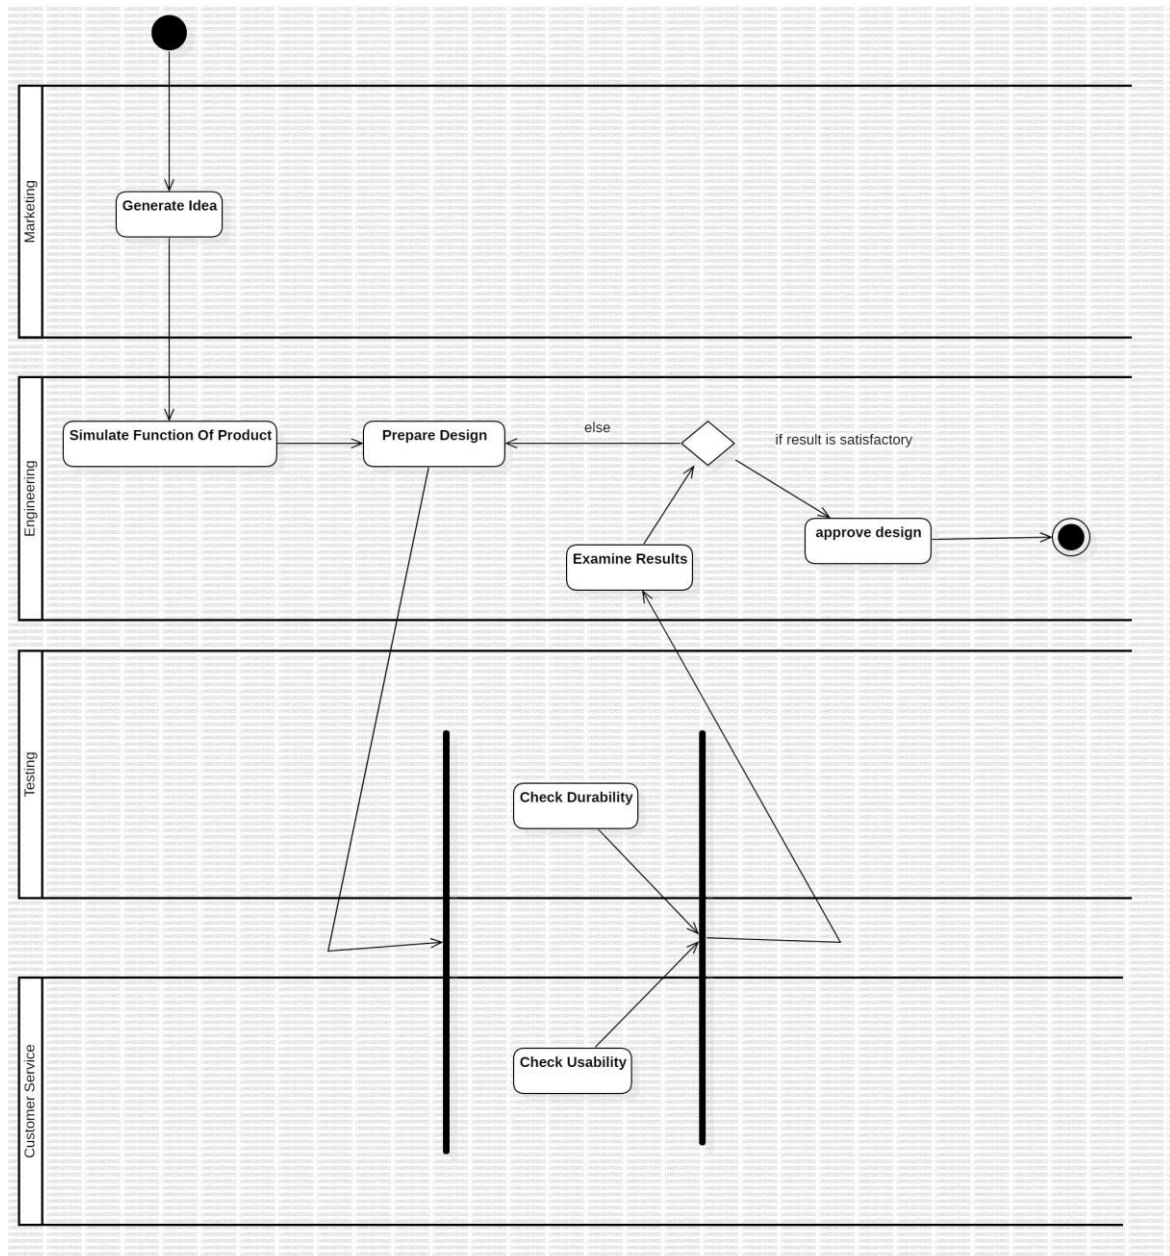 Marketing
Generate Idea
Engineering
Simulate Function Of Product
Prepare Design
else
if result is satisfactory
approve design
Examine Results
Testing
Check Durability
Customer Service
Check Usability